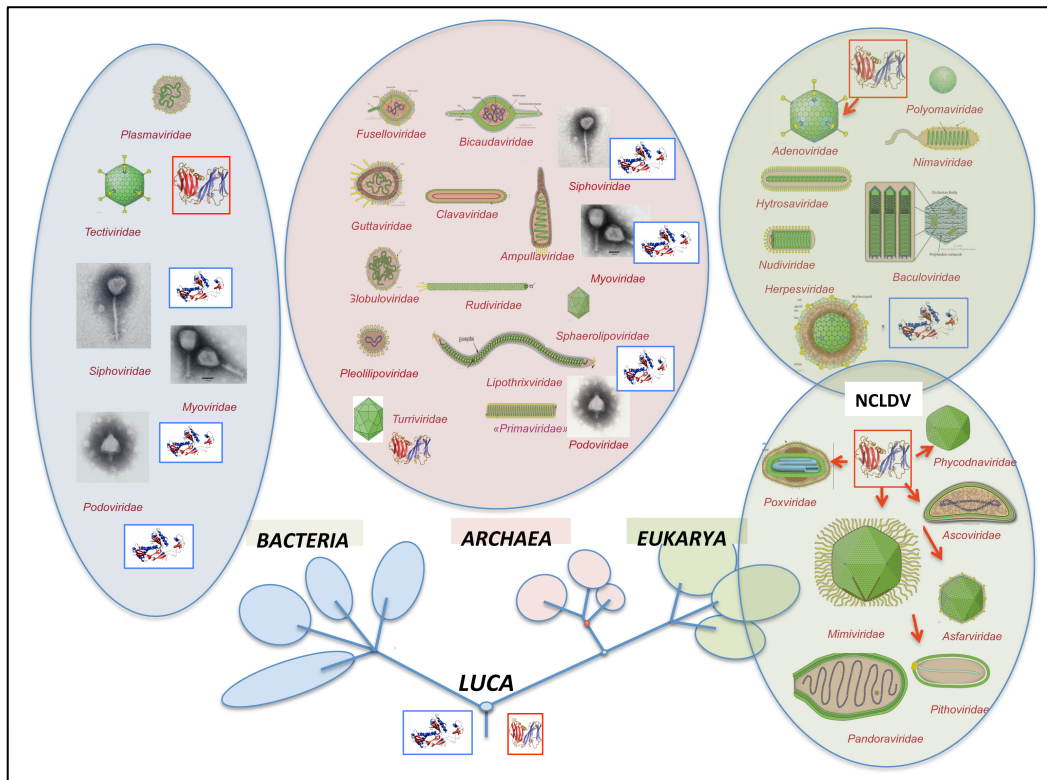 Plasmaviridae
Tectiviridae
Siphoviridae
Myoviridae
Podoviridae
Fuselloviridae
Bicaudaviridae
Siphoviridae
Guttaviridae
Clavaviridae
Ampullaviridae
Myoviridae
Globuloviridae
Rudiviridae
Sphaerolipoviridae
Pleolilipoviridae
Lipothrixviridae
Turriviridae
«Primaviridae»
Podoviridae
Polyomaviridae
Adenoviridae
Nimaviridae
Hytrosaviridae
Nudiviridae
Baculoviridae
Herpesviridae
NCLDV
Poxviridae
Phycodnaviridae
Ascoviridae
Mimiviridae
Asfarviridae
Pithoviridae
Pandoraviridae
BACTERIA
ARCHAEA
EUKARYA
LUCA